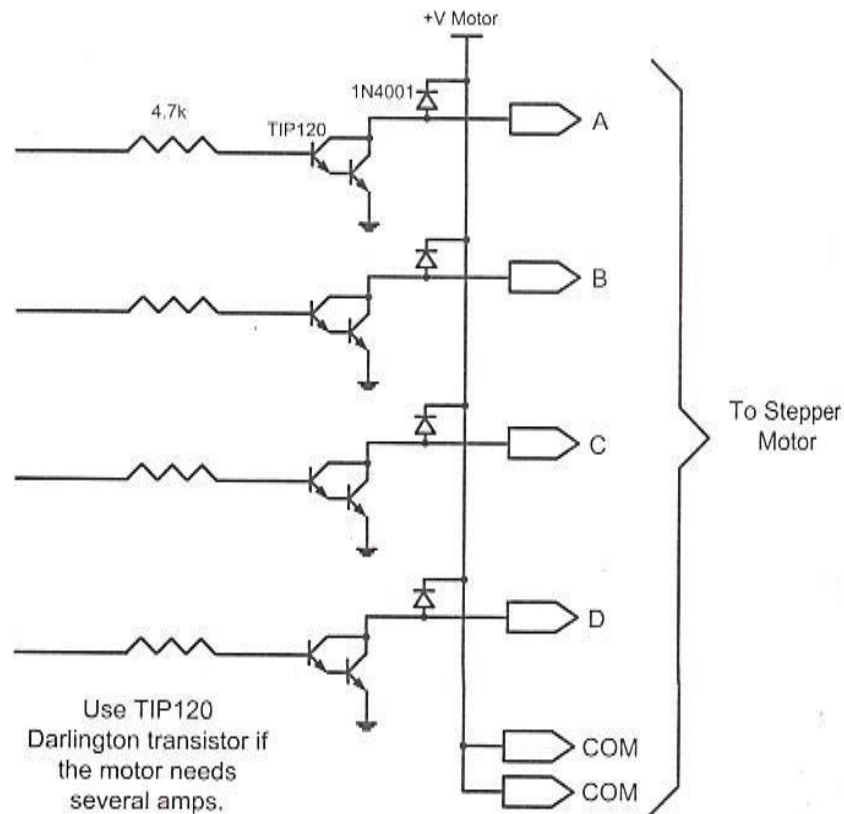 +V Motor
1N4001
4.7k
TIP120
A
B
C
To Stepper
Motor
D
Use TIP120
Darlington transistor if
the motor needs
several amps.
COM
COM